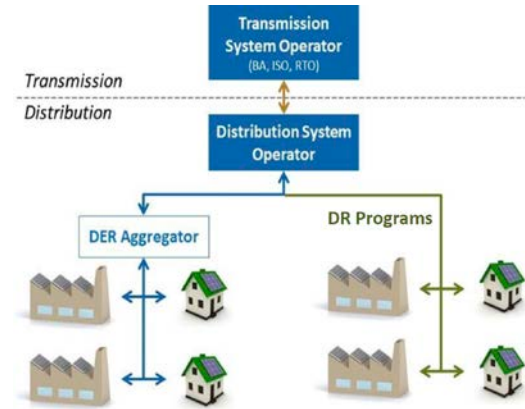 Transmission
System Operator
(BA, ISO, RTO)
Transmission
Distribution
Distribution System
Operator
DER Aggregator
DR Programs